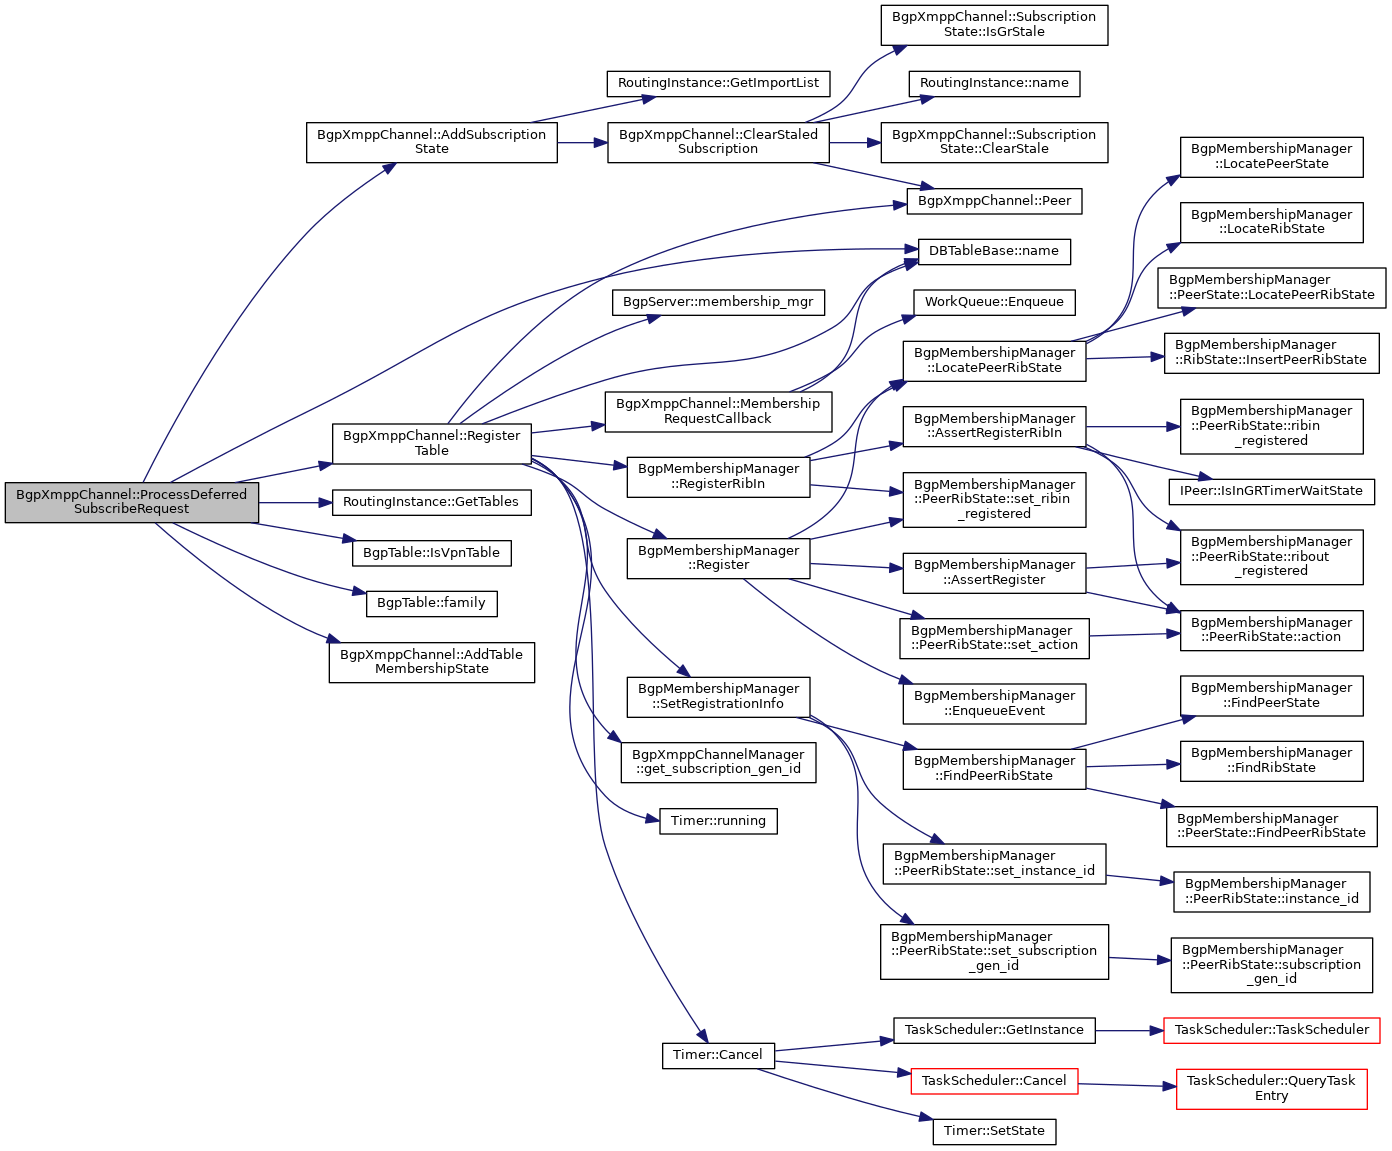 BgpXmppChannel::ProcessDeferred
SubscribeRequest
BgpXmppChannel::AddSubscription
State
BgpXmppChannel::Register
Table
RoutingInstance::GetTables
BgpTable::IsVpnTable
BgpTable::family
BgpXmppChannel::AddTable
MembershipState
RoutingInstance::GetImportList
BgpXmppChannel::ClearStaled
Subscription
BgpServer::membership_mgr
BgpXmppChannel::Membership
RequestCallback
BgpMembershipManager
::RegisterRibIn
BgpMembershipManager
::Register
BgpMembershipManager
::SetRegistrationInfo
BgpXmppChannelManager
::get_subscription_gen_id
Timer::running
Timer::Cancel
BgpXmppChannel::Subscription
State::IsGrStale
RoutingInstance::name
BgpXmppChannel::Subscription
State::ClearStale
BgpXmppChannel::Peer
DBTableBase::name
WorkQueue::Enqueue
BgpMembershipManager
::LocatePeerRibState
BgpMembershipManager
::AssertRegisterRibIn
BgpMembershipManager
::PeerRibState::set_ribin
_registered
BgpMembershipManager
::AssertRegister
BgpMembershipManager
::PeerRibState::set_action
BgpMembershipManager
::EnqueueEvent
BgpMembershipManager
::FindPeerRibState
BgpMembershipManager
::PeerRibState::set_instance_id
BgpMembershipManager
::PeerRibState::set_subscription
_gen_id
TaskScheduler::GetInstance
TaskScheduler::Cancel
Timer::SetState
BgpMembershipManager
::LocatePeerState
BgpMembershipManager
::LocateRibState
BgpMembershipManager
::PeerState::LocatePeerRibState
BgpMembershipManager
::RibState::InsertPeerRibState
BgpMembershipManager
::PeerRibState::ribin
_registered
IPeer::IsInGRTimerWaitState
BgpMembershipManager
::PeerRibState::ribout
_registered
BgpMembershipManager
::PeerRibState::action
BgpMembershipManager
::FindPeerState
BgpMembershipManager
::FindRibState
BgpMembershipManager
::PeerState::FindPeerRibState
BgpMembershipManager
::PeerRibState::instance_id
BgpMembershipManager
::PeerRibState::subscription
_gen_id
TaskScheduler::TaskScheduler
TaskScheduler::QueryTask
Entry